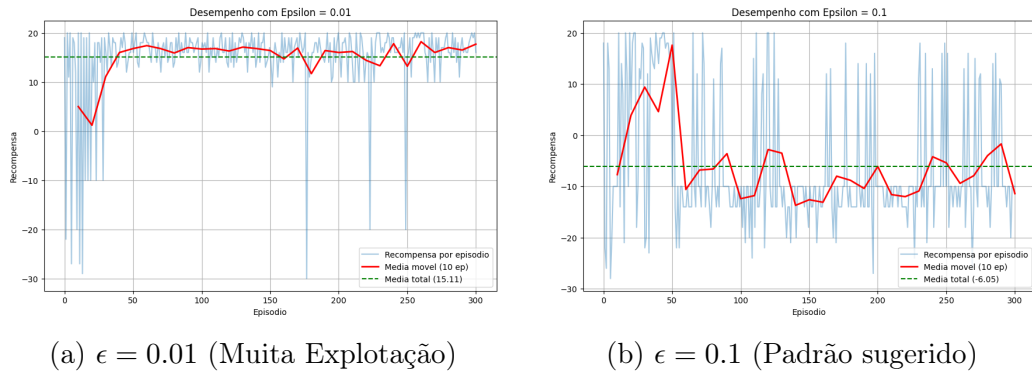 Desempenho com Epsilon = 0.01
20
10
0
−10
−20
−30
Recompensa
0
50
100
150
200
250
300
Episodio
Recompensa por episodio
Media movel (10 ep)
Media total (15.11)
(a) ϵ = 0.01 (Muita Explotação)
Desempenho com Epsilon = 0.1
20
10
0
−10
−20
−30
Recompensa
0
50
100
150
200
250
300
Episodio
Recompensa por episodio
Media movel (10 ep)
Media total (-6.05)
(b) ϵ = 0.1 (Padrão sugerido)